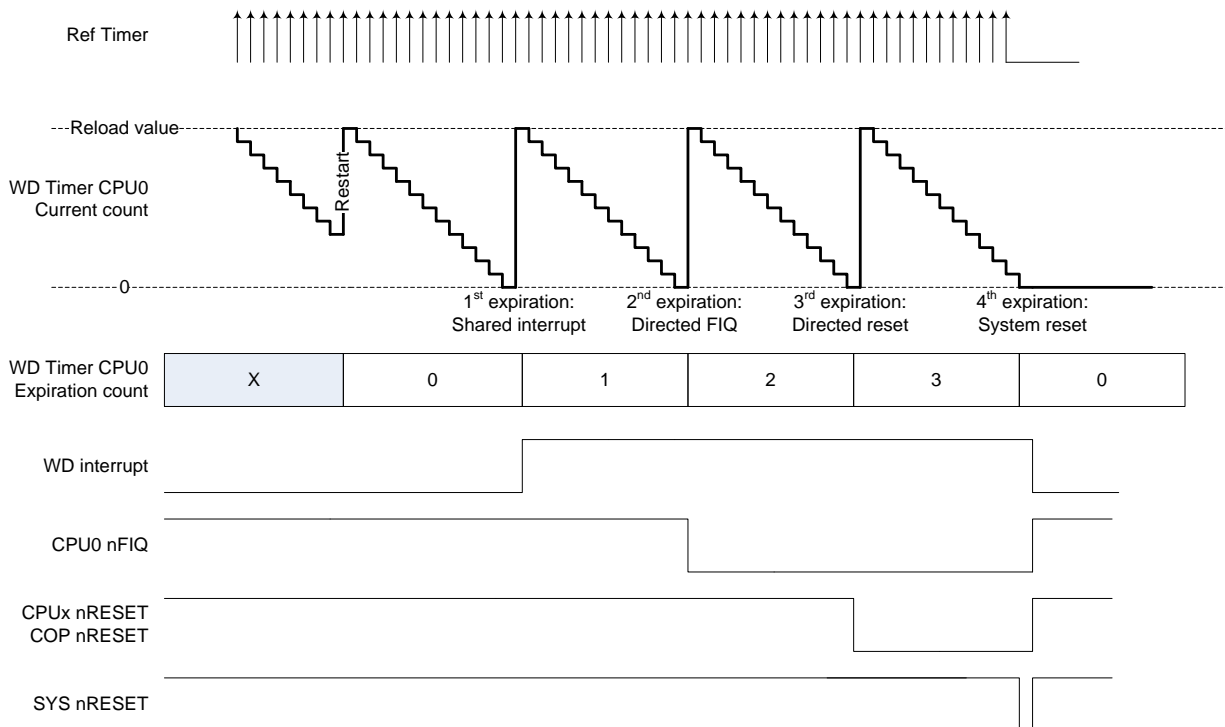 Ref Timer
Reload value
WD Timer CPU0
Current count
Restart
0
1st expiration:
Shared interrupt
2nd expiration:
Directed FIQ
3rd expiration:
Directed reset
4th expiration:
System reset
WD Timer CPU0
Expiration count
X
0
1
2
3
0
WD interrupt
CPU0 nFIQ
CPUx nRESET
COP nRESET
SYS nRESET